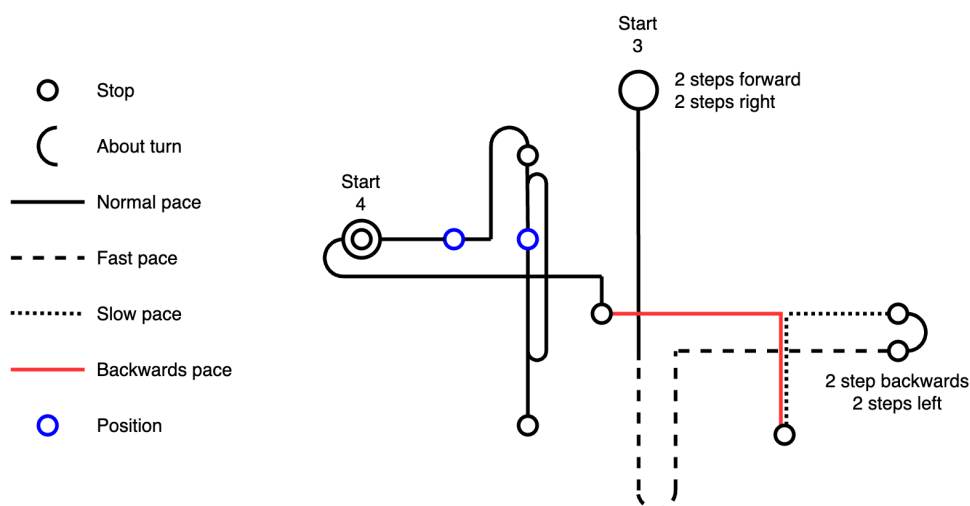 Start
3
2 steps forward
2 steps right
Stop
About turn
Normal pace
Fast pace
Slow pace
Backwards pace
Position
Start
4
2 step backwards
2 steps left